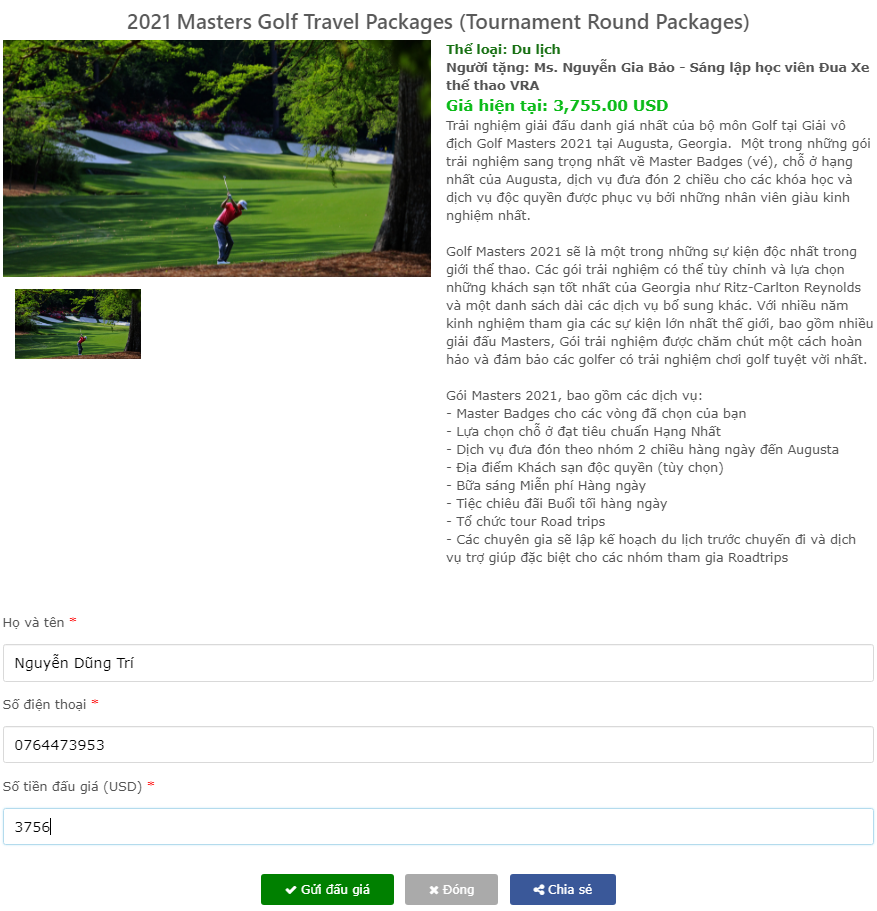 2021 Masters Golf Travel Packages (Tournament Round Packages)
Thể loại: Du lịch
Người tặng: Ms. Nguyễn Gia Bảo - Sáng lập học viên Đua Xe
thể thao VRA
Giá hiện tại: 3,755.00 USD
Trải nghiệm giải đấu danh giá nhất của bộ môn Golf tại Giải vô
địch Golf Masters 2021 tại Augusta, Georgia. Một trong những gói
trải nghiệm sang trọng nhất về Master Badges (vé), chỗ ở hạng
nhất của Augusta, dịch vụ đưa đón 2 chiều cho các khóa học và
dịch vụ độc quyền được phục vụ bởi những nhân viên giàu kinh
nghiệm nhất.
Golf Masters 2021 sẽ là một trong những sự kiện độc nhất trong
giới thể thao. Các gói trải nghiệm có thể tùy chỉnh và lựa chọn
những khách sạn tốt nhất của Georgia như Ritz-Carlton Reynolds
và một danh sách dài các dịch vụ bổ sung khác. Với nhiều năm
kinh nghiệm tham gia các sự kiện lớn nhất thế giới, bao gồm nhiều
giải đấu Masters, Gói trải nghiệm được chăm chút một cách hoàn
hảo và đảm bảo các golfer có trải nghiệm chơi golf tuyệt vời nhất.
Gói Masters 2021, bao gồm các dịch vụ:
- Master Badges cho các vòng đã chọn của bạn
- Lựa chọn chỗ ở đạt tiêu chuẩn Hạng Nhất
- Dịch vụ đưa đón theo nhóm 2 chiều hàng ngày đến Augusta
- Địa điểm Khách sạn độc quyền (tùy chọn)
- Bữa sáng Miễn phí Hàng ngày
- Tiệc chiêu đãi Buổi tối hàng ngày
- Tổ chức tour Road trips
- Các chuyên gia sẽ lập kế hoạch du lịch trước chuyến đi và dịch
vụ trợ giúp đặc biệt cho các nhóm tham gia Roadtrips
Họ và tên *
Nguyễn Dũng Trí
Số điện thoại *
0764473953
Số tiền đấu giá (USD) *
3756
Gửi đấu giá Đóng Chia sẻ